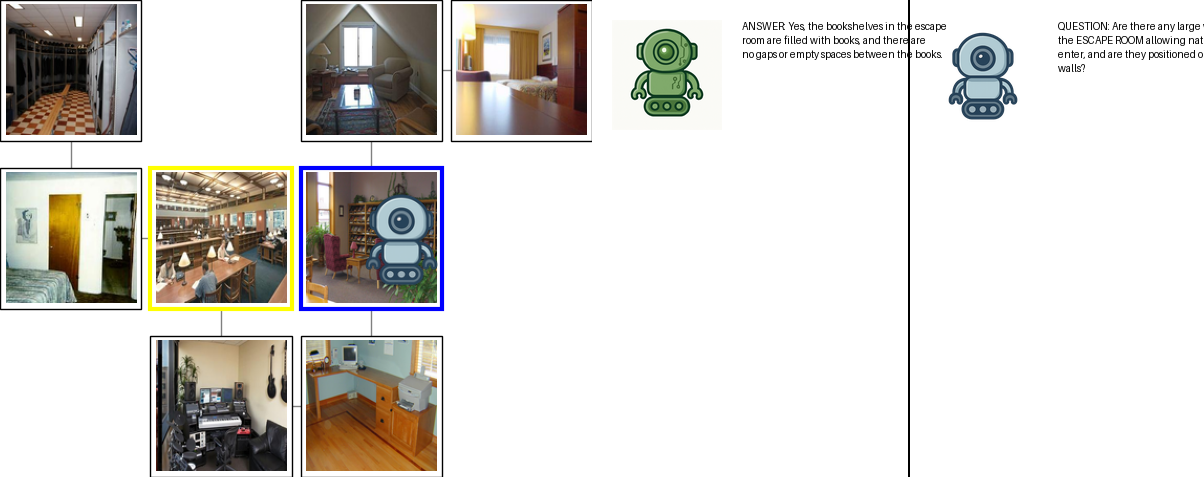 ANSWER: Yes, the bookshelves in the escape
room are filled with books, and there are
no gaps or empty spaces between the books.
QUESTION: Are there any large
the ESCAPE ROOM allowing nat
enter, and are they positioned o
walls?